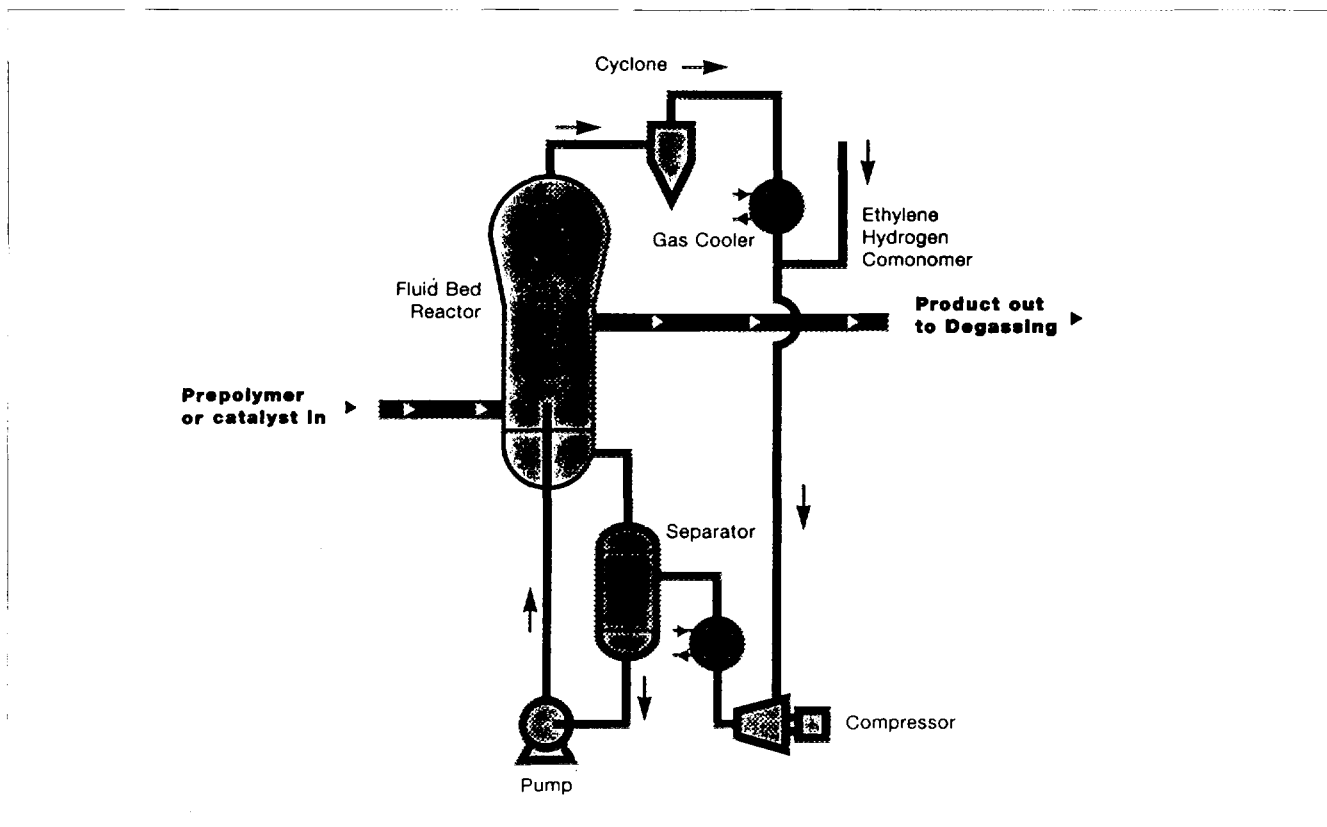 Cyclone
Ethylene
Hydrogen
Comonomer
Gas Cooler
Fluid Bed
Reactor
Product out
to Degassing
Prepolymer
or catalyst in
Separator
Compressor
Pump